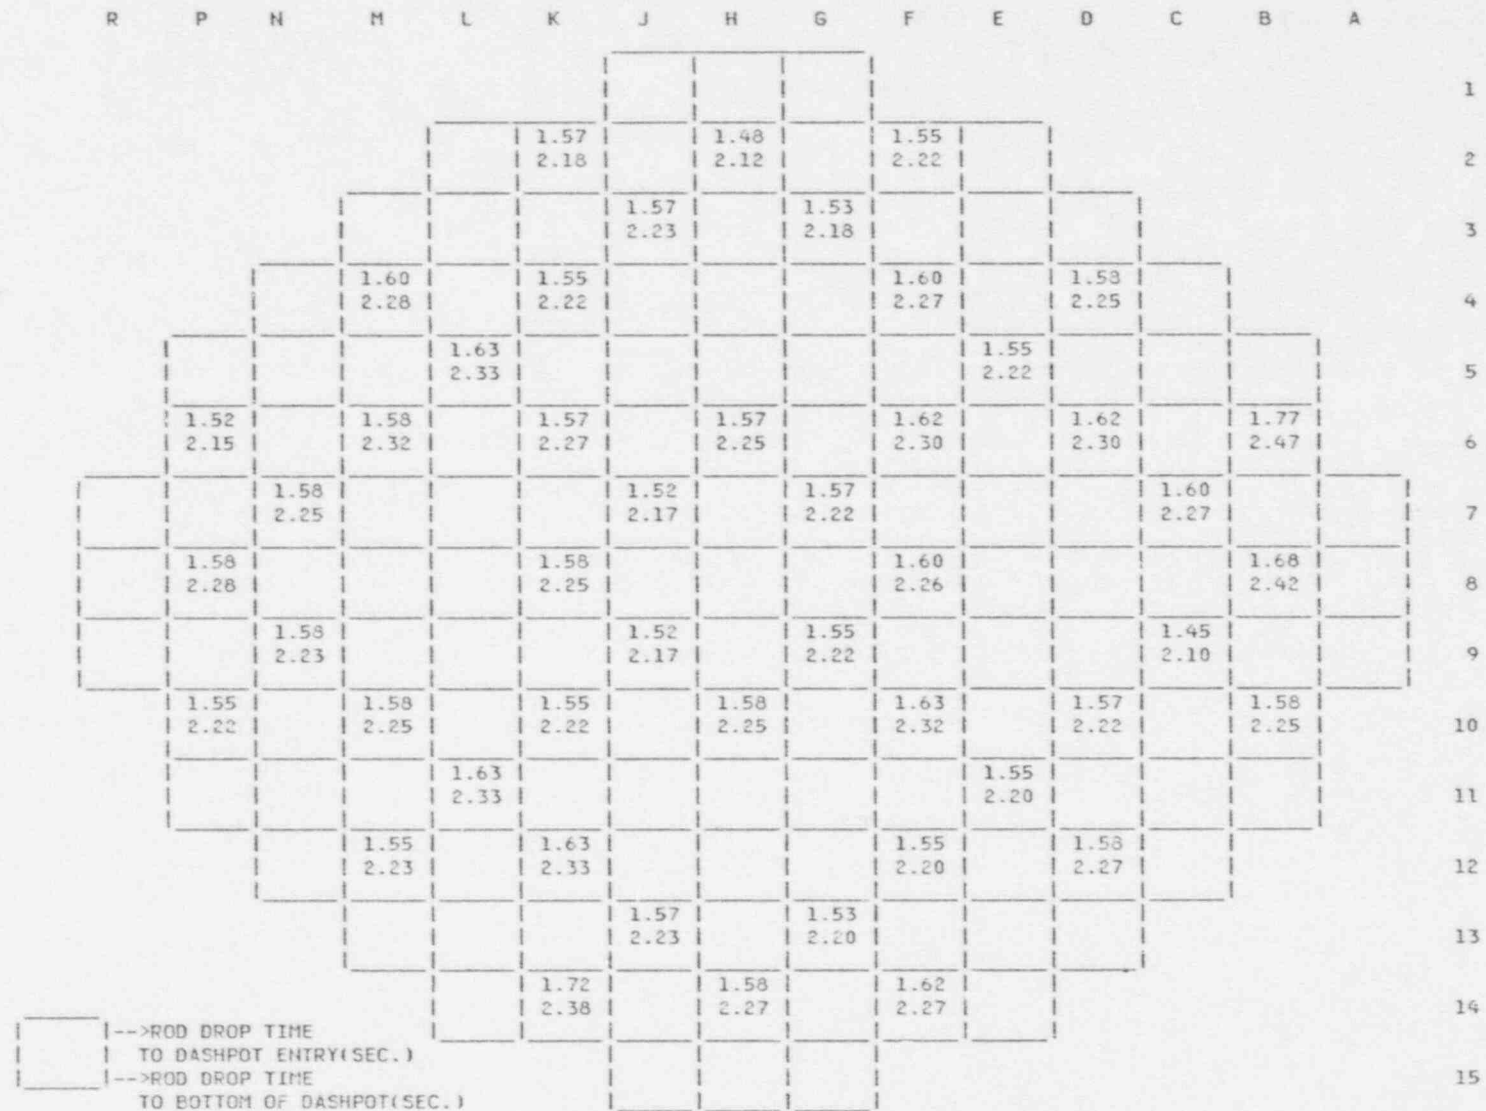 R P N M L K J H G F E D C B A
1
1.57 1.48 1.55
2.18 2.12 2.22 2
1.57 1.53
2.23 2.18 3
1.60 1.55 1.60 1.58
2.28 2.22 2.27 2.25 4
1.63 1.55
2.33 2.22 5
1.52 1.58 1.57 1.57 1.62 1.62 1.77
2.15 2.32 2.27 2.25 2.30 2.30 2.47 6
1.58 1.52 1.57 1.60
2.25 2.17 2.22 2.27 7
1.58 1.58 1.60 1.68
2.28 2.25 2.26 2.42 8
1.58 1.52 1.55 1.45
2.23 2.17 2.22 2.10 9
1.55 1.58 1.55 1.58 1.63 1.57 1.58
2.22 2.25 2.22 2.25 2.32 2.22 2.25 10
1.63 1.55
2.33 2.20 11
1.55 1.63 1.55 1.58
2.23 2.33 2.20 2.27 12
1.57 1.53
2.23 2.20 13
1.72 1.58 1.62
2.38 2.27 2.27 14
-->ROD DROP TIME
TO DASHPOT ENTRY(SEC.)
-->ROD DROP TIME 15
TO BOTTOM OF DASHPOT(SEC.)